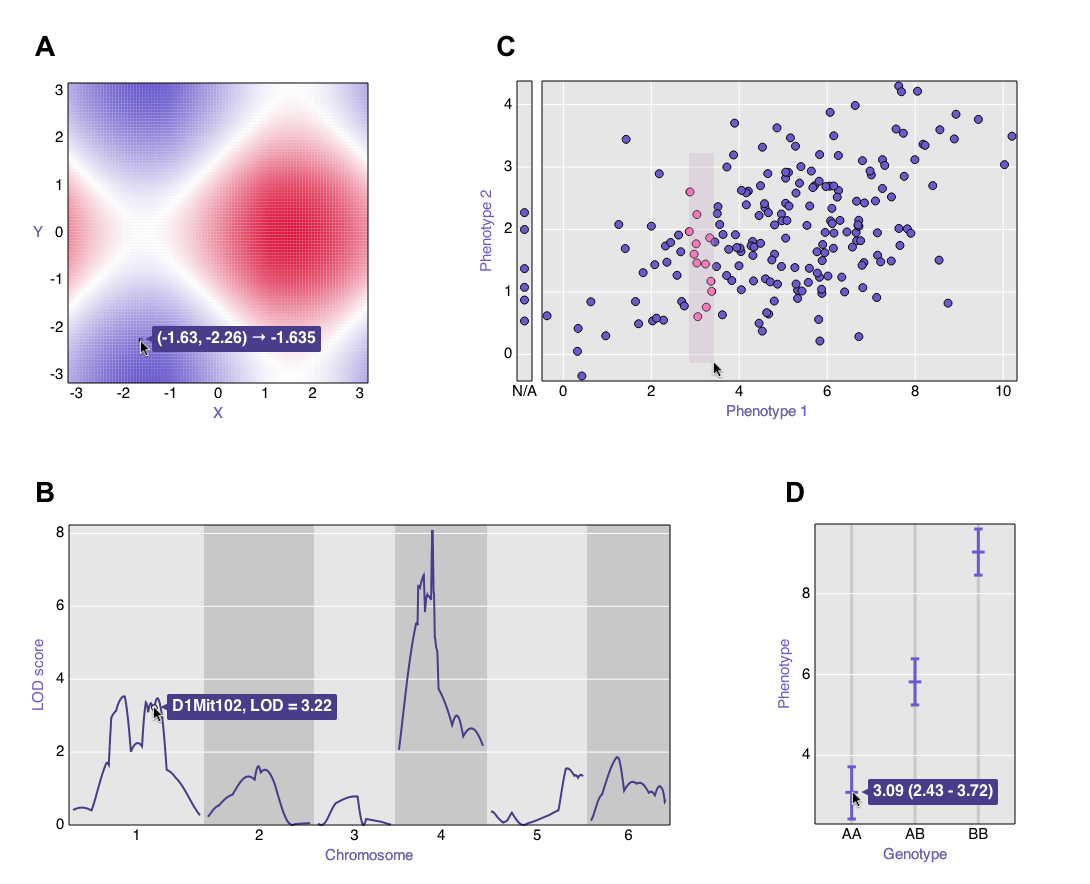 A
3
2
1
Y 0
-1
-2
-3
(-1.63, -2.26) → -1.635
-3 -2 -1 0 1 2 3
X
C
4
3
2
1
0
Phenotype 2
N/A 0 2 4 6 8 10
Phenotype 1
B
8
6
4
2
0
LOD score
D1Mit102, LOD = 3.22
1 2 3 4 5 6
Chromosome
D
8
6
4
Phenotype
3.09 (2.43 - 3.72)
AA AB BB
Genotype